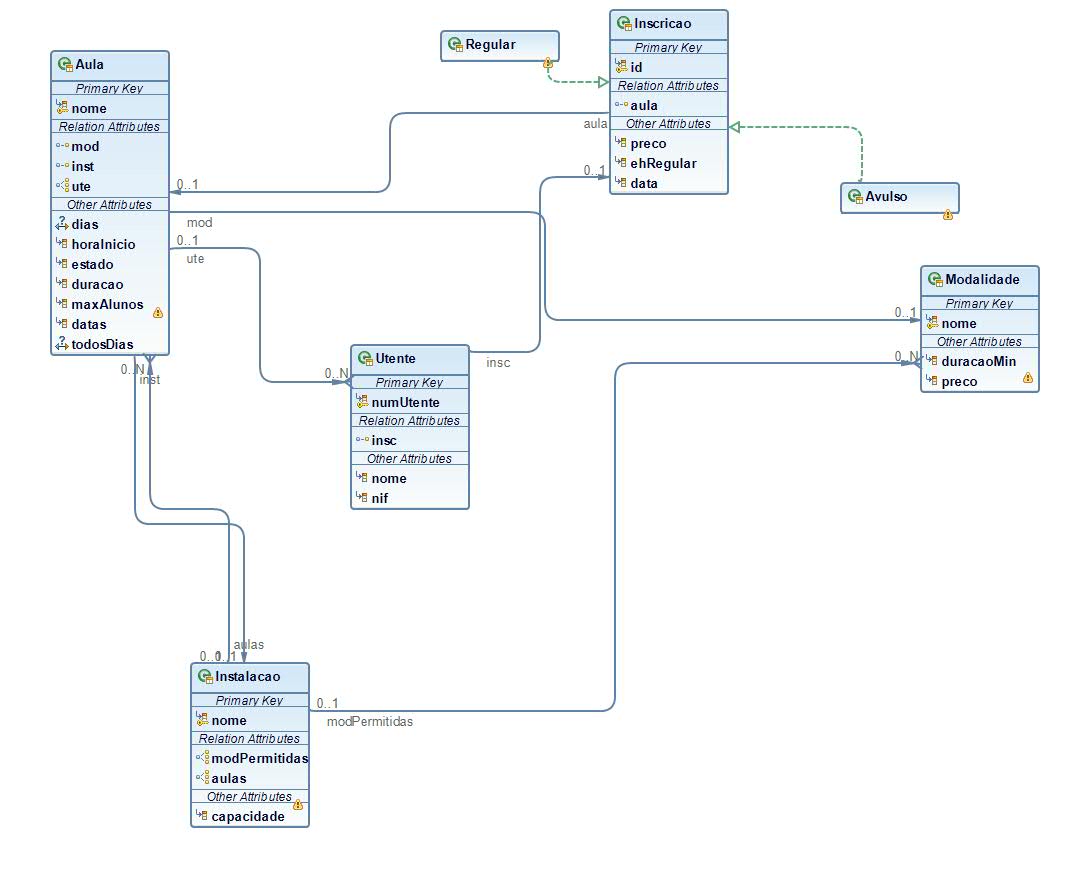 Aula
Primary Key
nome
Relation Attributes
mod
inst
ute
Other Attributes
dias
horaInicio
estado
duracao
maxAlunos
datas
todosDias
Regular
Inscricao
Primary Key
id
Relation Attributes
aula
Other Attributes
preco
ehRegular
data
Avulso
Modalidade
Primary Key
nome
Other Attributes
duracaoMin
preco
Utente
Primary Key
numUtente
Relation Attributes
insc
Other Attributes
nome
nif
Instalacao
Primary Key
nome
Relation Attributes
modPermitidas
aulas
Other Attributes
capacidade
aula
0..1
0..1
mod
0..1
ute
0..1
0..N
insc
0..N
0..N
inst
aulas
0..1
0..1
modPermitidas